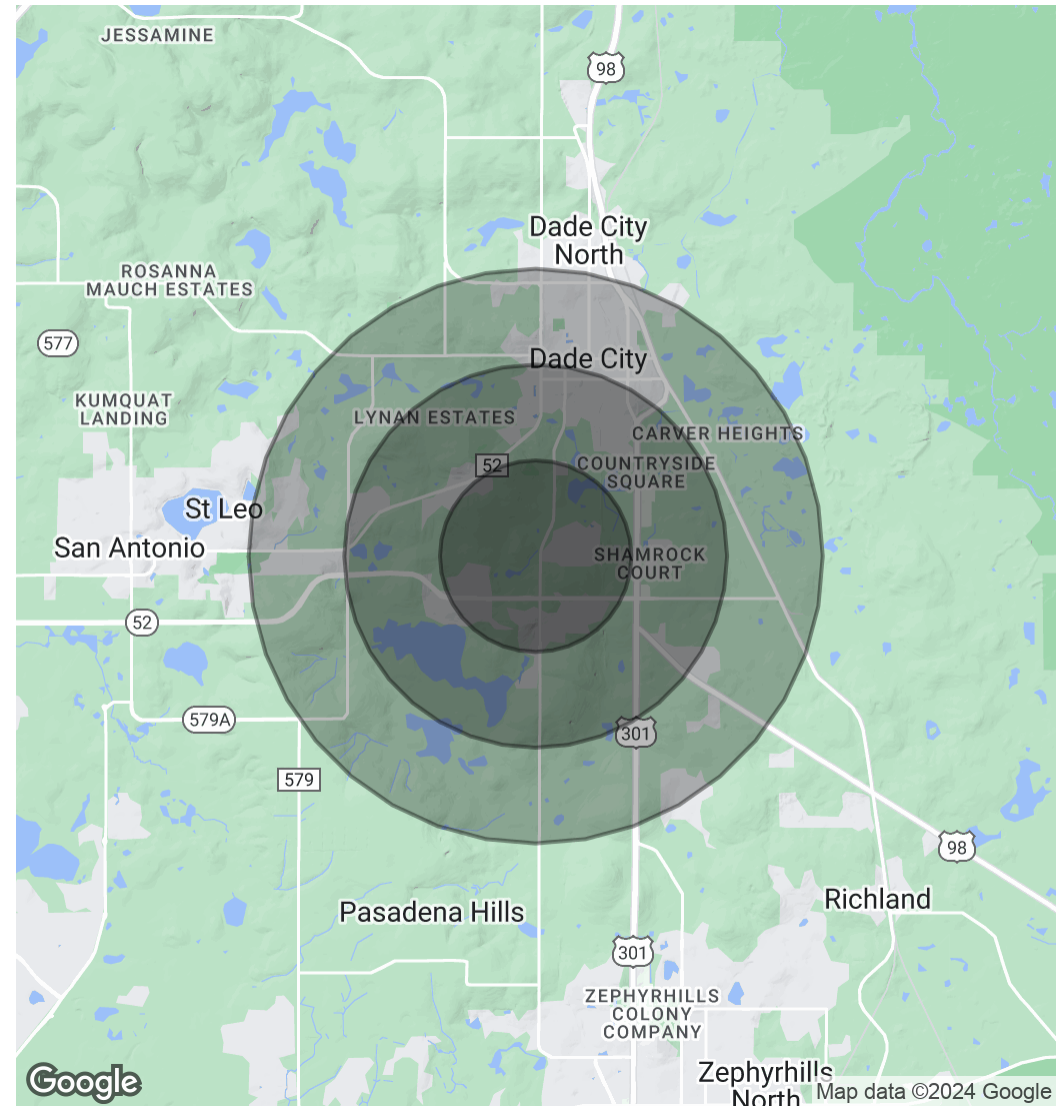 JESSAMINE
98
Dade City
North
ROSANNA
MAUCH ESTATES
577
Dade City
KUMQUAT
LANDING
LYNAN ESTATES
CARVER HEIGHTS
52
COUNTRYSIDE
SQUARE
St Leo
San Antonio
SHAMROCK
COURT
52
579A
301
579
98
Richland
Pasadena Hills
301
ZEPHYRHILLS
COLONY
COMPANY
Zephyrhills
North
Google
Map data ©2024 Google